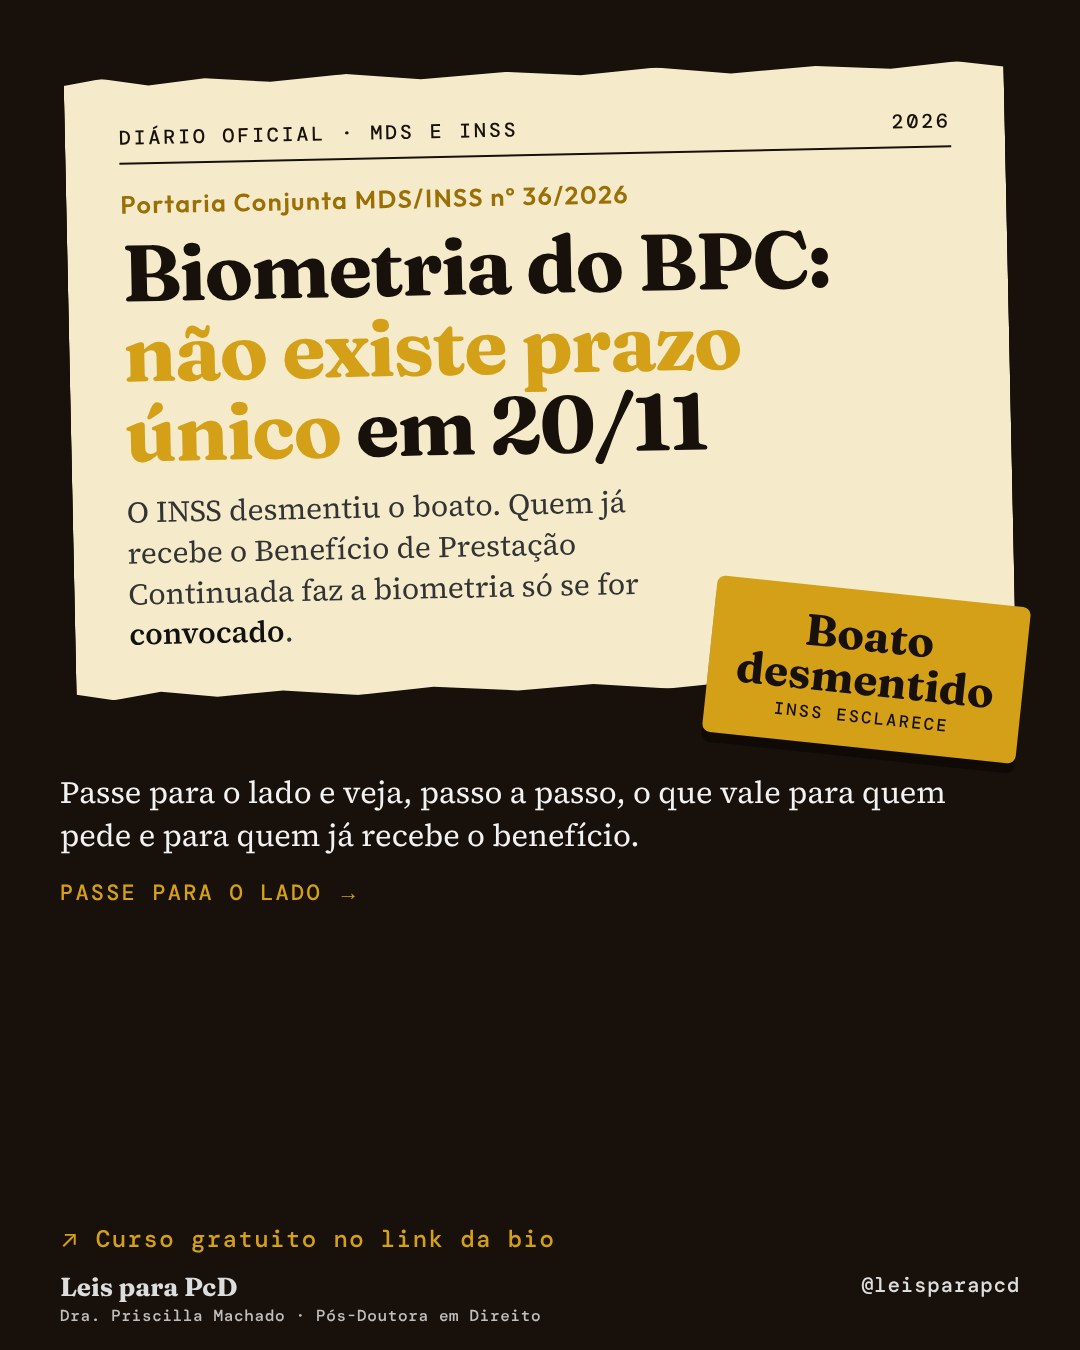 DIÁRIO OFICIAL · MDS E INSS 2026
Portaria Conjunta MDS/INSS nº 36/2026
Biometria do BPC:
não existe prazo
único em 20/11
O INSS desmentiu o boato. Quem já
recebe o Benefício de Prestação
Continuada faz a biometria só se for
convocado.
Boato
desmentido
INSS ESCLARECE
Passe para o lado e veja, passo a passo, o que vale para quem
pede e para quem já recebe o benefício.
PASSE PARA O LADO →
↗ Curso gratuito no link da bio
Leis para PcD
@leisparapcd
Dra. Priscilla Machado · Pós-Doutora em Direito